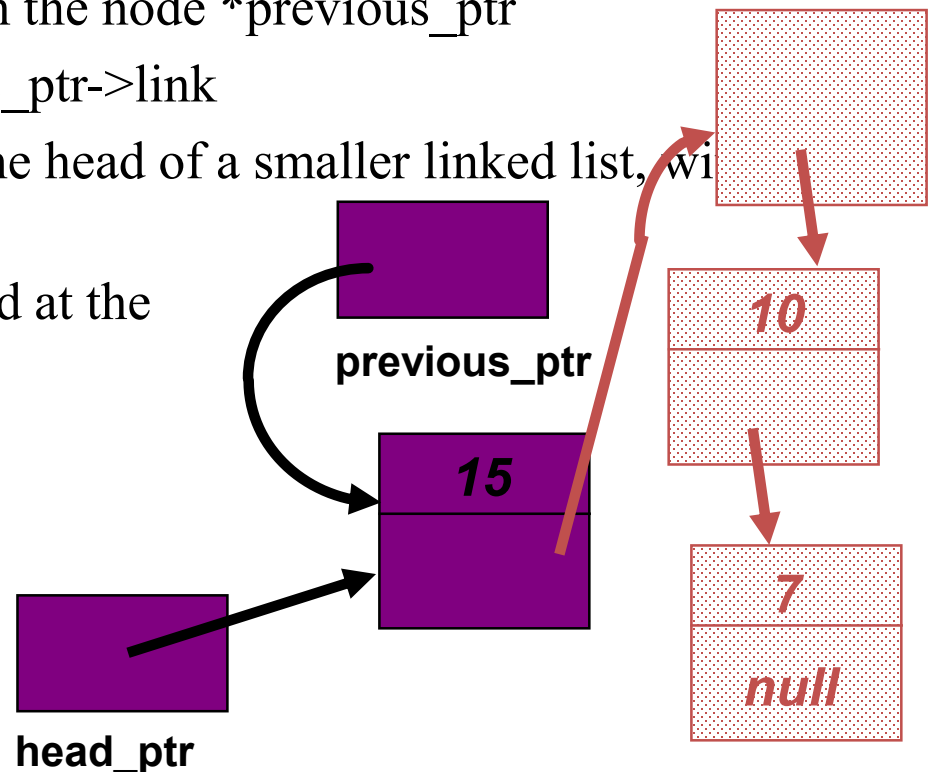 n the node *previous_ptr
_ptr->link
he head of a smaller linked list, wi
d at the
10
previous_ptr
15
7
null
head_ptr